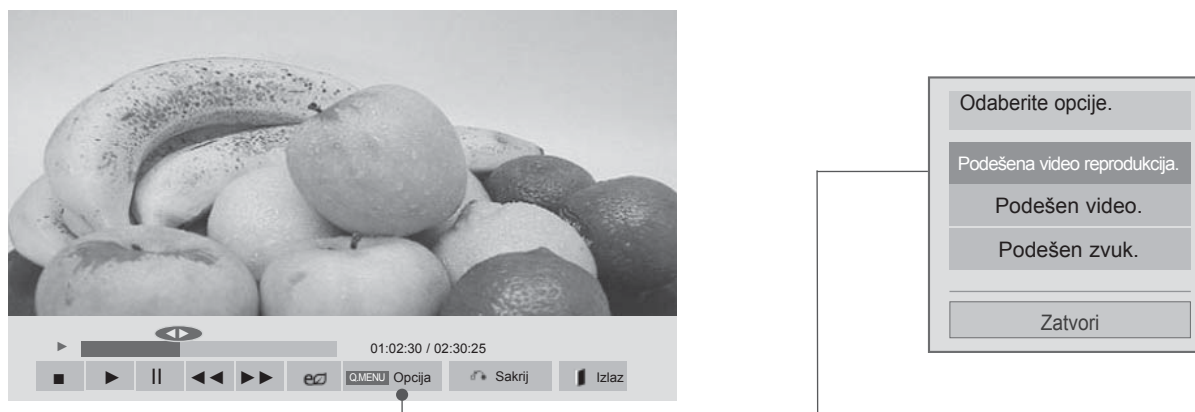 01:02:30 / 02:30:25
Q.MENU Opcija
Sakrij
Izlaz
Odaberite opcije.
Podešena video reprodukcija.
Podešen video.
Podešen zvuk.
Zatvori